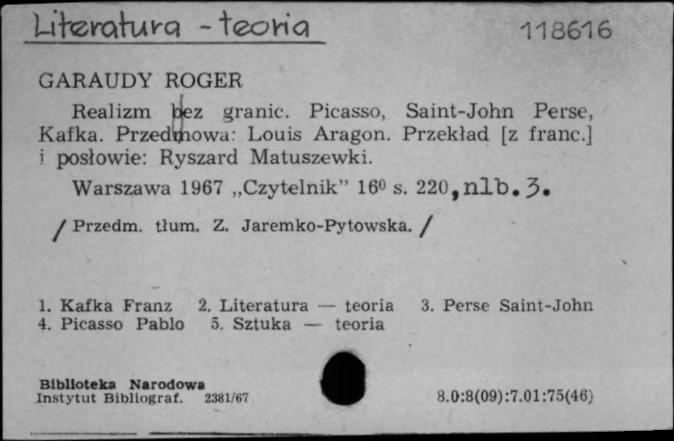 Literatura - teoria 118616
GARAUDY ROGER
Realizm bez granic. Picasso, Saint-John Perse,
Kafka. Przedmowa: Louis Aragon. Przekład [z franc.]
i posłowie: Ryszard Matuszewki.
Warszawa 1967 „Czytelnik” 16⁰ s. 220, nlb. 3.
/ Przedm. tłum. Z. Jaremko-Pytowska. /
1. Kafka Franz 2. Literatura — teoria 3. Perse Saint-John
4. Picasso Pablo 5. Sztuka — teoria
Biblioteka Narodowa
Instytut Bibliograf. 2381/67 8.0:8(09):7.01:75(46)